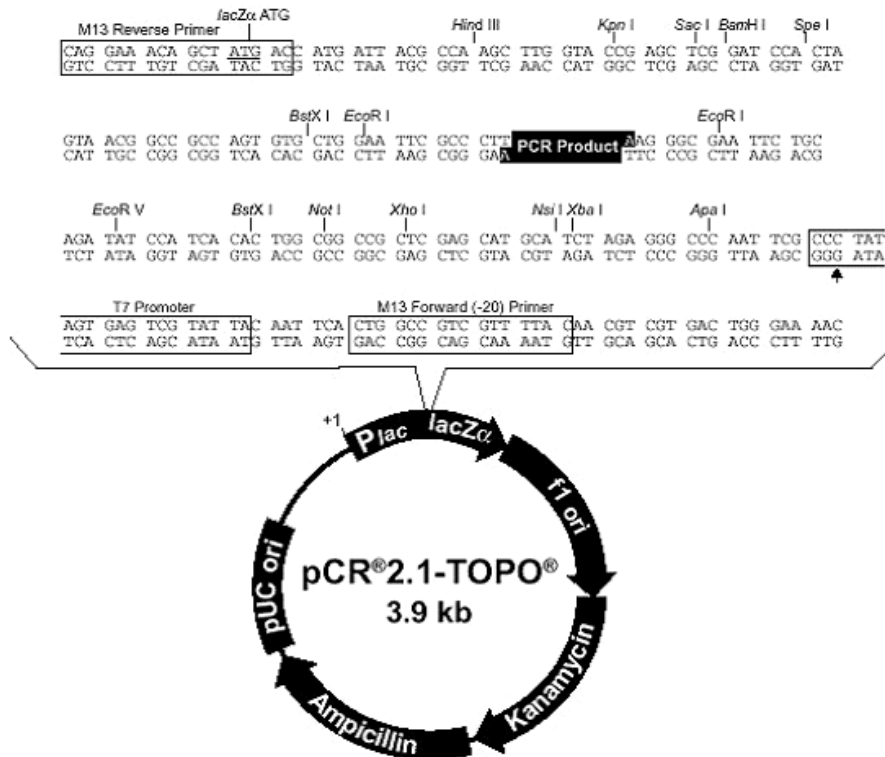 lacZα ATG
M13 Reverse Primer Hind III Kpn I Sac I BamH I Spe I
CAG GAA ACA GCT ATG ACC ATG ATT ACG CCA AGC TTG GTA CCG AGC TCG GAT CCA CTA
GTC CTT TGT CGA TAC TGG TAC TAA TGC GGT TCG AAC CAT GGC TCG AGC CTA GGT GAT
BstX I EcoR I EcoR I
GTA ACG GCC GCC AGT GTG CTG GAA TTC GCC CTT PCR Product AAG GGC GAA TTC TGC
CAT TGC CGG CGG TCA CAC GAC CTT AAG CGG GAA TTC CCG CTT AAG ACG
EcoR V BstX I Not I Xho I Nsi I Xba I Apa I
AGA TAT CCA TCA CAC TGG CGG CCG CTC GAG CAT GCA TCT AGA GGG CCC AAT TCG CCC TAT
TCT ATA GGT AGT GTG ACC GCC GGC GAG CTC GTA CGT AGA TCT CCC GGG TTA AGC GGG ATA
T7 Promoter M13 Forward (-20) Primer
AGT GAG TCG TAT TAC AAT TCA CTG GCC GTC GTT TTA CAA CGT CGT GAC TGG GAA AAC
TCA CTC AGC ATA ATG TTA AGT GAC CGG CAG CAA AAT GTT GCA GCA CTG ACC CTT TTG
+1 Plac lacZα
f1 ori
pUC ori
pCR®2.1-TOPO®
3.9 kb
Kanamycin
Ampicillin